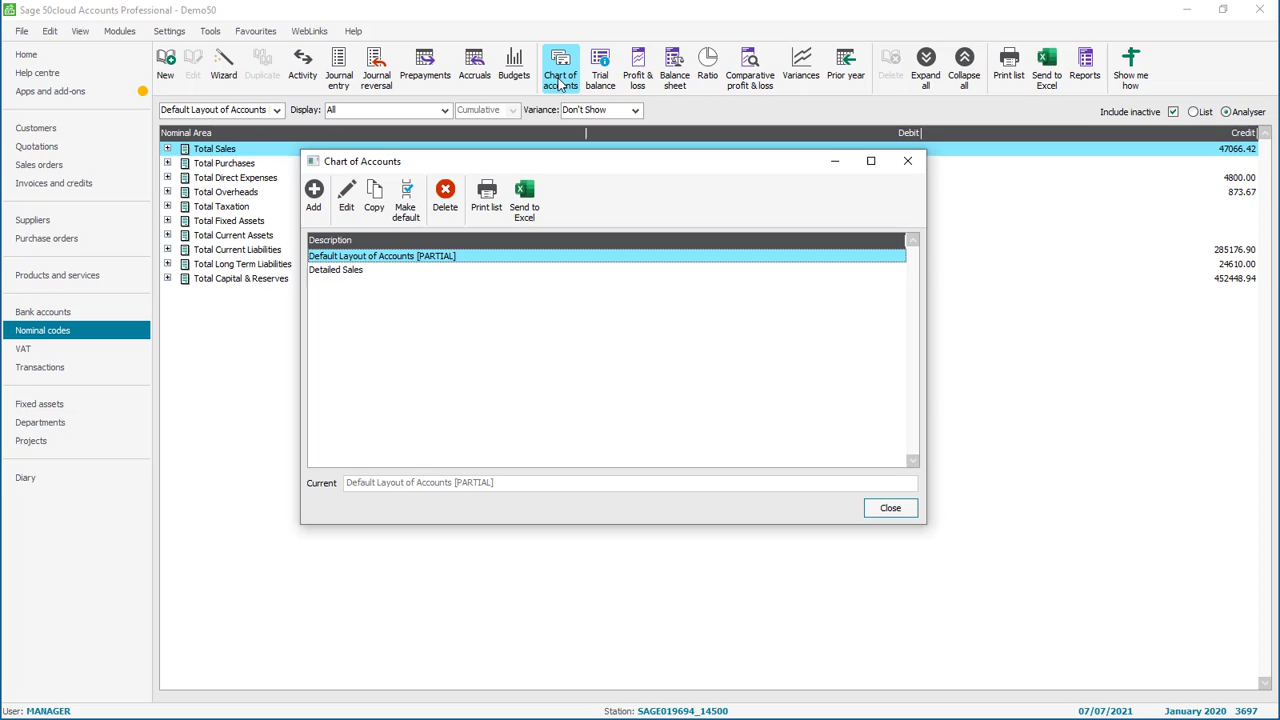 Sage 50cloud Accounts Professional - Demo50
File Edit View Modules Settings Tools Favourites WebLinks Help
Home
Help centre
Apps and add-ons
Customers
Quotations
Sales orders
Invoices and credits
Suppliers
Purchase orders
Products and services
Bank accounts
Nominal codes
VAT
Transactions
Fixed assets
Departments
Projects
Diary
New
Edit
Wizard
Duplicate
Activity
Journal
entry
Journal
reversal
Prepayments
Accruals
Budgets
Chart of
accounts
Trial
balance
Profit &
loss
Balance
sheet
Ratio
Comparative
profit & loss
Variances
Prior year
Delete
Expand
all
Collapse
all
Print list
Send to
Excel
Reports
Show me
how
Default Layout of Accounts Display: All Cumulative Variance: Don't Show Include inactive List Analyser
Nominal Area Debit Credit
Total Sales 47066.42
Total Purchases
Total Direct Expenses 4800.00
Total Overheads 873.67
Total Taxation
Total Fixed Assets
Total Current Assets
Total Current Liabilities 285176.90
Total Long Term Liabilities 24610.00
Total Capital & Reserves 452448.94
Chart of Accounts
Add
Edit
Copy
Make
default
Delete
Print list
Send to
Excel
Description
Default Layout of Accounts [PARTIAL]
Detailed Sales
Current Default Layout of Accounts [PARTIAL]
Close
User: MANAGER Station: SAGE019694_14500 07/07/2021 January 2020 3697